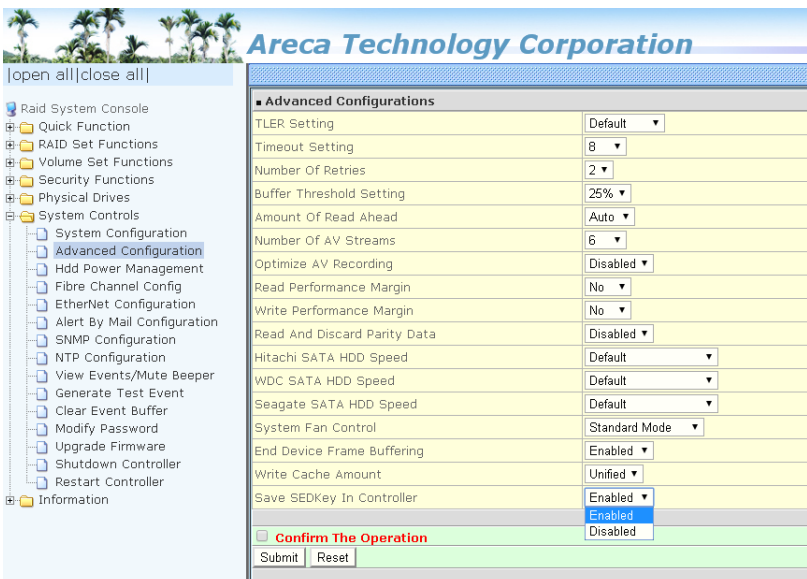 Areca Technology Corporation
|open all|close all|
Raid System Console
Quick Function
RAID Set Functions
Volume Set Functions
Security Functions
Physical Drives
System Controls
System Configuration
Advanced Configuration
Hdd Power Management
Fibre Channel Config
EtherNet Configuration
Alert By Mail Configuration
SNMP Configuration
NTP Configuration
View Events/Mute Beeper
Generate Test Event
Clear Event Buffer
Modify Password
Upgrade Firmware
Shutdown Controller
Restart Controller
Information
Advanced Configurations
TLER Setting Default
Timeout Setting 8
Number Of Retries 2
Buffer Threshold Setting 25%
Amount Of Read Ahead Auto
Number Of AV Streams 6
Optimize AV Recording Disabled
Read Performance Margin No
Write Performance Margin No
Read And Discard Parity Data Disabled
Hitachi SATA HDD Speed Default
WDC SATA HDD Speed Default
Seagate SATA HDD Speed Default
System Fan Control Standard Mode
End Device Frame Buffering Enabled
Write Cache Amount Unified
Save SEDKey In Controller Enabled
Enabled
Disabled
Confirm The Operation
Submit Reset